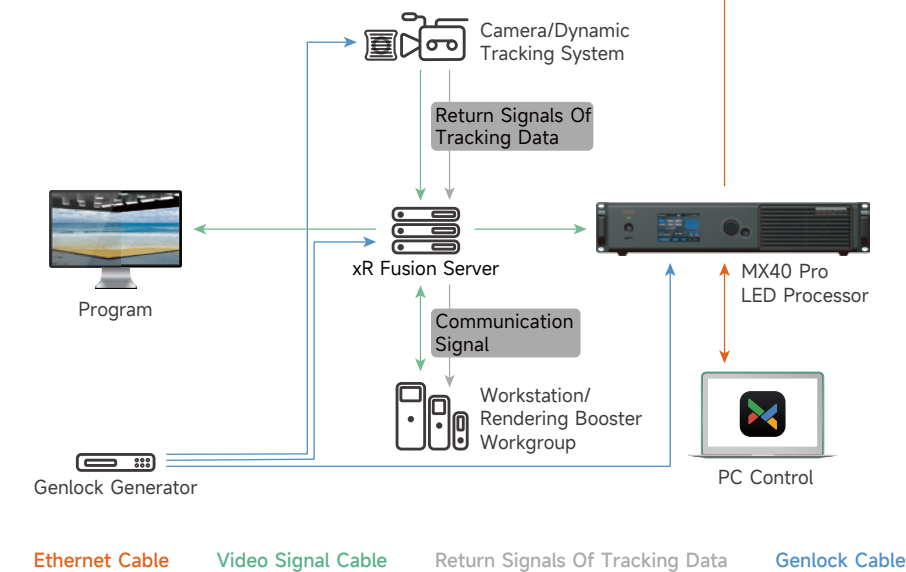 Camera/Dynamic
Tracking System
Return Signals Of
Tracking Data
xR Fusion Server
Program
MX40 Pro
LED Processor
Communication
Signal
Workstation/
Rendering Booster
Workgroup
Genlock Generator
PC Control
Ethernet Cable
Video Signal Cable
Return Signals Of Tracking Data
Genlock Cable